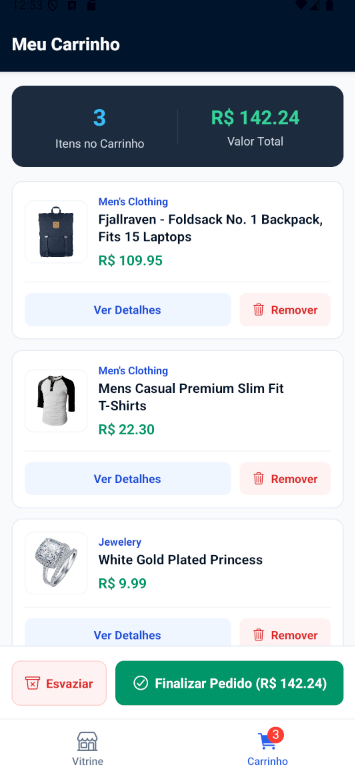 12:53
Meu Carrinho
3
Itens no Carrinho
R$ 142.24
Valor Total
Men's Clothing
Fjallraven - Foldsack No. 1 Backpack,
Fits 15 Laptops
R$ 109.95
Ver Detalhes
Remover
Men's Clothing
Mens Casual Premium Slim Fit
T-Shirts
R$ 22.30
Ver Detalhes
Remover
Jewelery
White Gold Plated Princess
R$ 9.99
Ver Detalhes
Remover
Esvaziar
Finalizar Pedido (R$ 142.24)
Vitrine
3
Carrinho